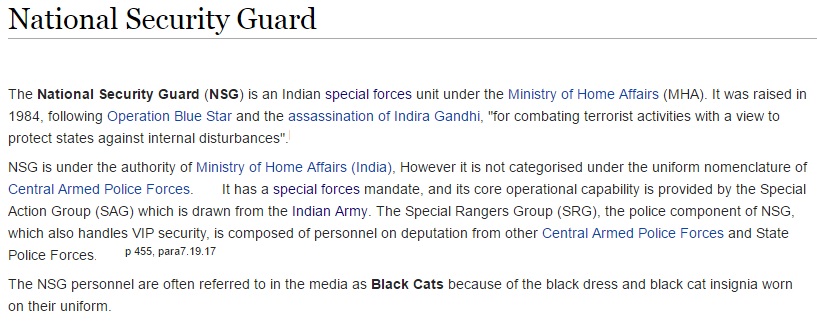 National Security Guard
The National Security Guard (NSG) is an Indian special forces unit under the Ministry of Home Affairs (MHA). It was raised in
1984, following Operation Blue Star and the assassination of Indira Gandhi, "for combating terrorist activities with a view to
protect states against internal disturbances".
NSG is under the authority of Ministry of Home Affairs (India), However it is not categorised under the uniform nomenclature of
Central Armed Police Forces. It has a special forces mandate, and its core operational capability is provided by the Special
Action Group (SAG) which is drawn from the Indian Army. The Special Rangers Group (SRG), the police component of NSG,
which also handles VIP security, is composed of personnel on deputation from other Central Armed Police Forces and State
Police Forces. p 455, para7.19.17
The NSG personnel are often referred to in the media as Black Cats because of the black dress and black cat insignia worn
on their uniform.